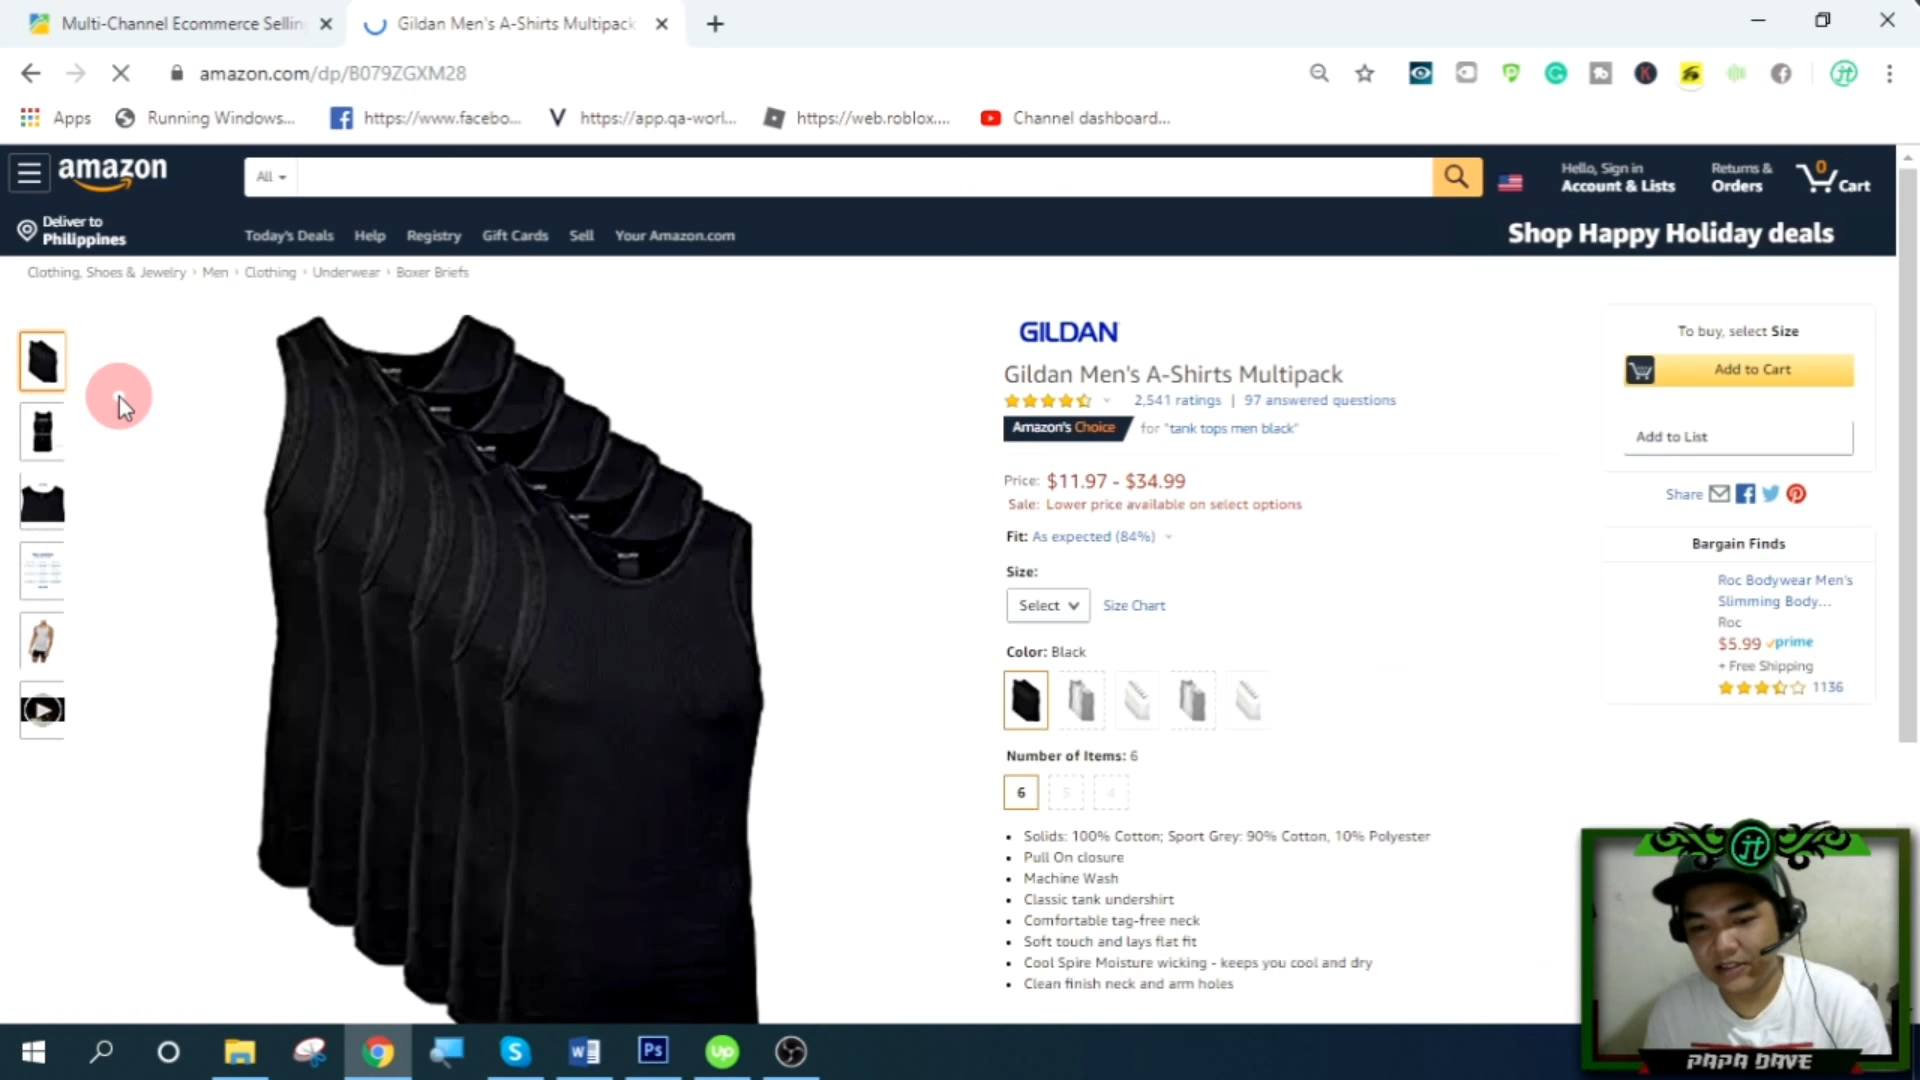 Multi-Channel Ecommerce Sellin
Gildan Men's A-Shirts Multipack
amazon.com/dp/B079ZGXM28
Apps
Running Windows...
https://www.facebo...
https://app.qa-worl...
https://web.roblox....
Channel dashboard...
amazon
All
Hello, Sign in
Account & Lists
Returns &
Orders
0
Cart
Deliver to
Philippines
Today's Deals
Help
Registry
Gift Cards
Sell
Your Amazon.com
Shop Happy Holiday deals
Clothing, Shoes & Jewelry › Men › Clothing › Underwear › Boxer Briefs
GILDAN
Gildan Men's A-Shirts Multipack
2,541 ratings | 97 answered questions
Amazon's Choice for "tank tops men black"
Price: $11.97 - $34.99
Sale: Lower price available on select options
Fit: As expected (84%)
Size:
Select
Size Chart
Color: Black
Number of Items: 6
6
5
4
• Solids: 100% Cotton; Sport Grey: 90% Cotton, 10% Polyester
• Pull On closure
• Machine Wash
• Classic tank undershirt
• Comfortable tag-free neck
• Soft touch and lays flat fit
• Cool Spire Moisture wicking - keeps you cool and dry
• Clean finish neck and arm holes
To buy, select Size
Add to Cart
Add to List
Share
Bargain Finds
Roc Bodywear Men's
Slimming Body...
Roc
$5.99 prime
+ Free Shipping
1136
jt
PAPA DAVE
Ps
Up